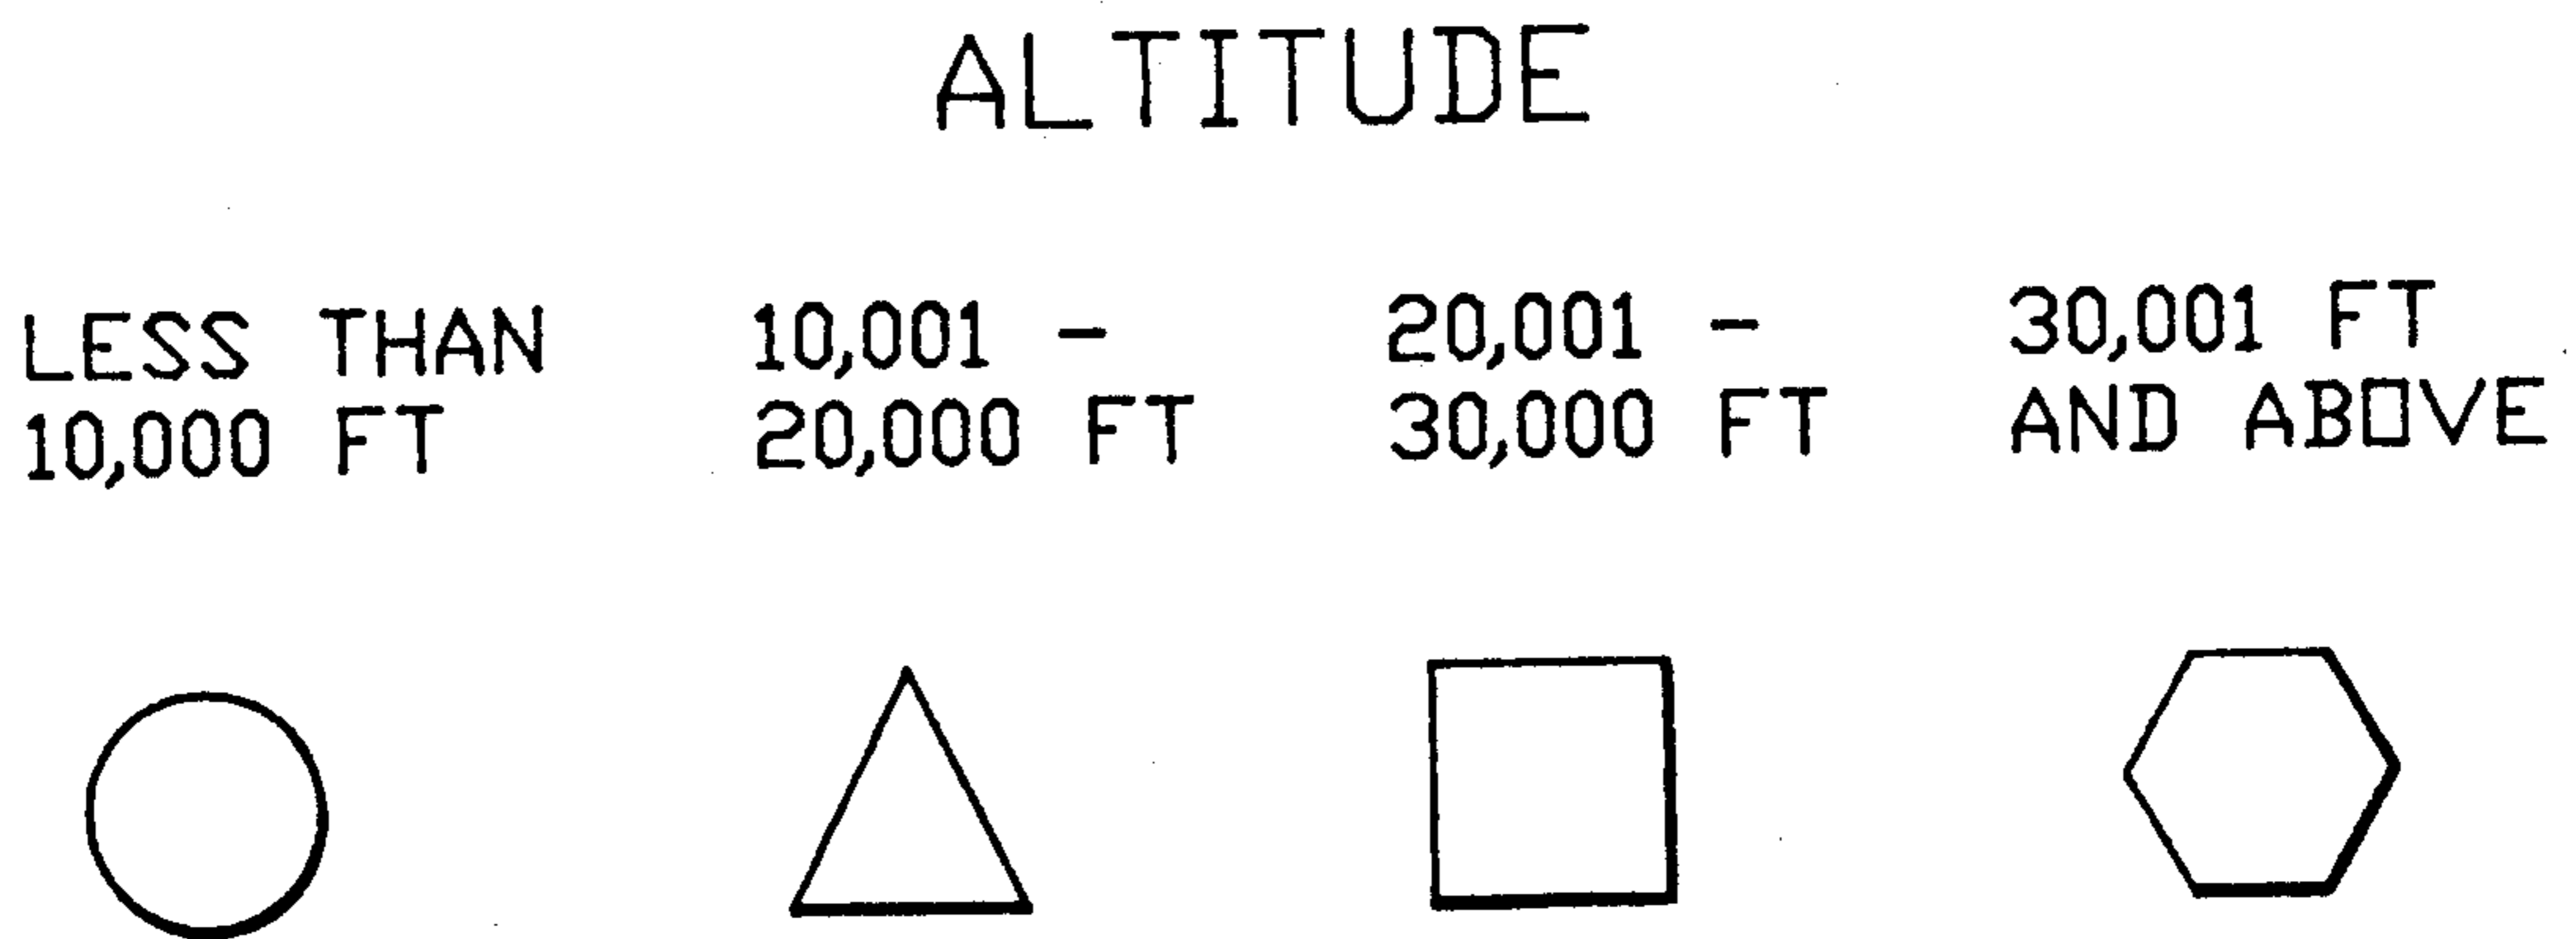 ALTITUDE
LESS THAN
10,000 FT
10,001 -
20,000 FT
20,001 -
30,000 FT
30,001 FT
AND ABOVE